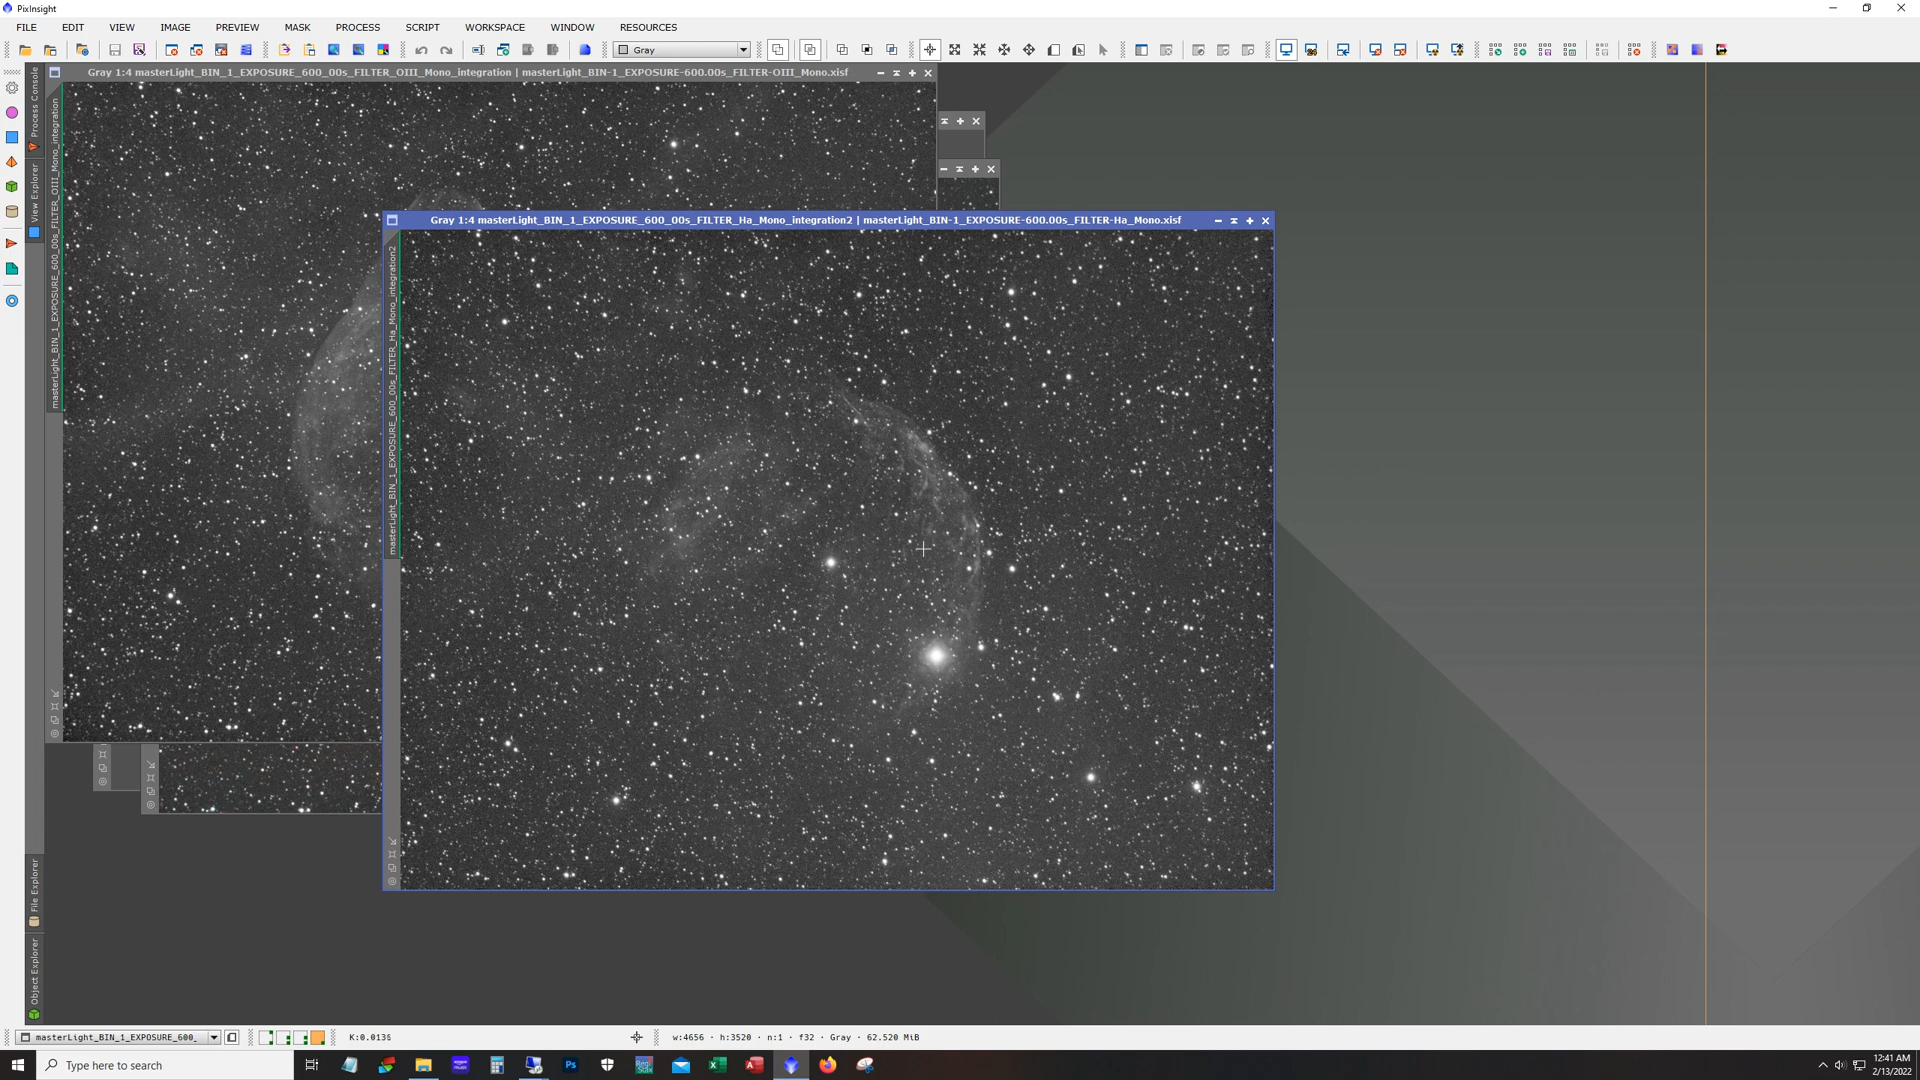 PixInsight
FILE EDIT VIEW IMAGE PREVIEW MASK PROCESS SCRIPT WORKSPACE WINDOW RESOURCES
Gray
Gray 1:4 masterLight_BIN_1_EXPOSURE_600_00s_FILTER_OIII_Mono_integration | masterLight_BIN-1_EXPOSURE-600.00s_FILTER-OIII_Mono.xisf
Process Console
View Explorer
masterLight_BIN_1_EXPOSURE_600_00s_FILTER_OIII_Mono_integration
Gray 1:4 masterLight_BIN_1_EXPOSURE_600_00s_FILTER_Ha_Mono_integration2 | masterLight_BIN-1_EXPOSURE-600.00s_FILTER-Ha_Mono.xisf
masterLight_BIN_1_EXPOSURE_600_00s_FILTER_Ha_Mono_integration2
File Explorer
Object Explorer
masterLight_BIN_1_EXPOSURE_600_
w:4656 · h:3520 · n:1 · f32 · Gray · 62.520 MiB
Type here to search
Ps
12:41 AM
2/13/2022